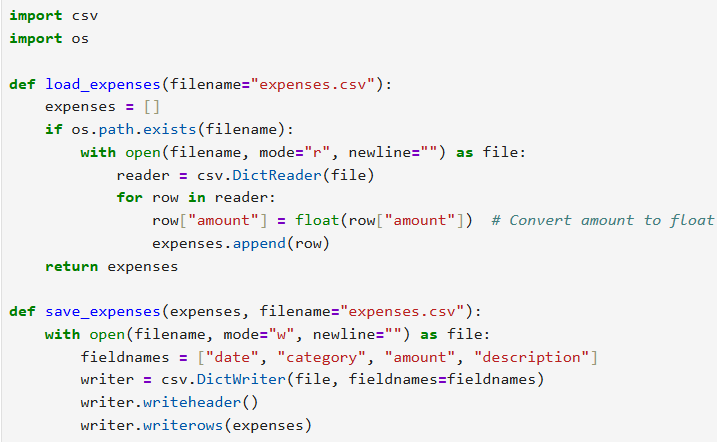 import csv
import os
def load_expenses(filename="expenses.csv"):
    expenses = []
    if os.path.exists(filename):
        with open(filename, mode="r", newline="") as file:
            reader = csv.DictReader(file)
            for row in reader:
                row["amount"] = float(row["amount"])  # Convert amount to float
                expenses.append(row)
    return expenses
def save_expenses(expenses, filename="expenses.csv"):
    with open(filename, mode="w", newline="") as file:
        fieldnames = ["date", "category", "amount", "description"]
        writer = csv.DictWriter(file, fieldnames=fieldnames)
        writer.writeheader()
        writer.writerows(expenses)